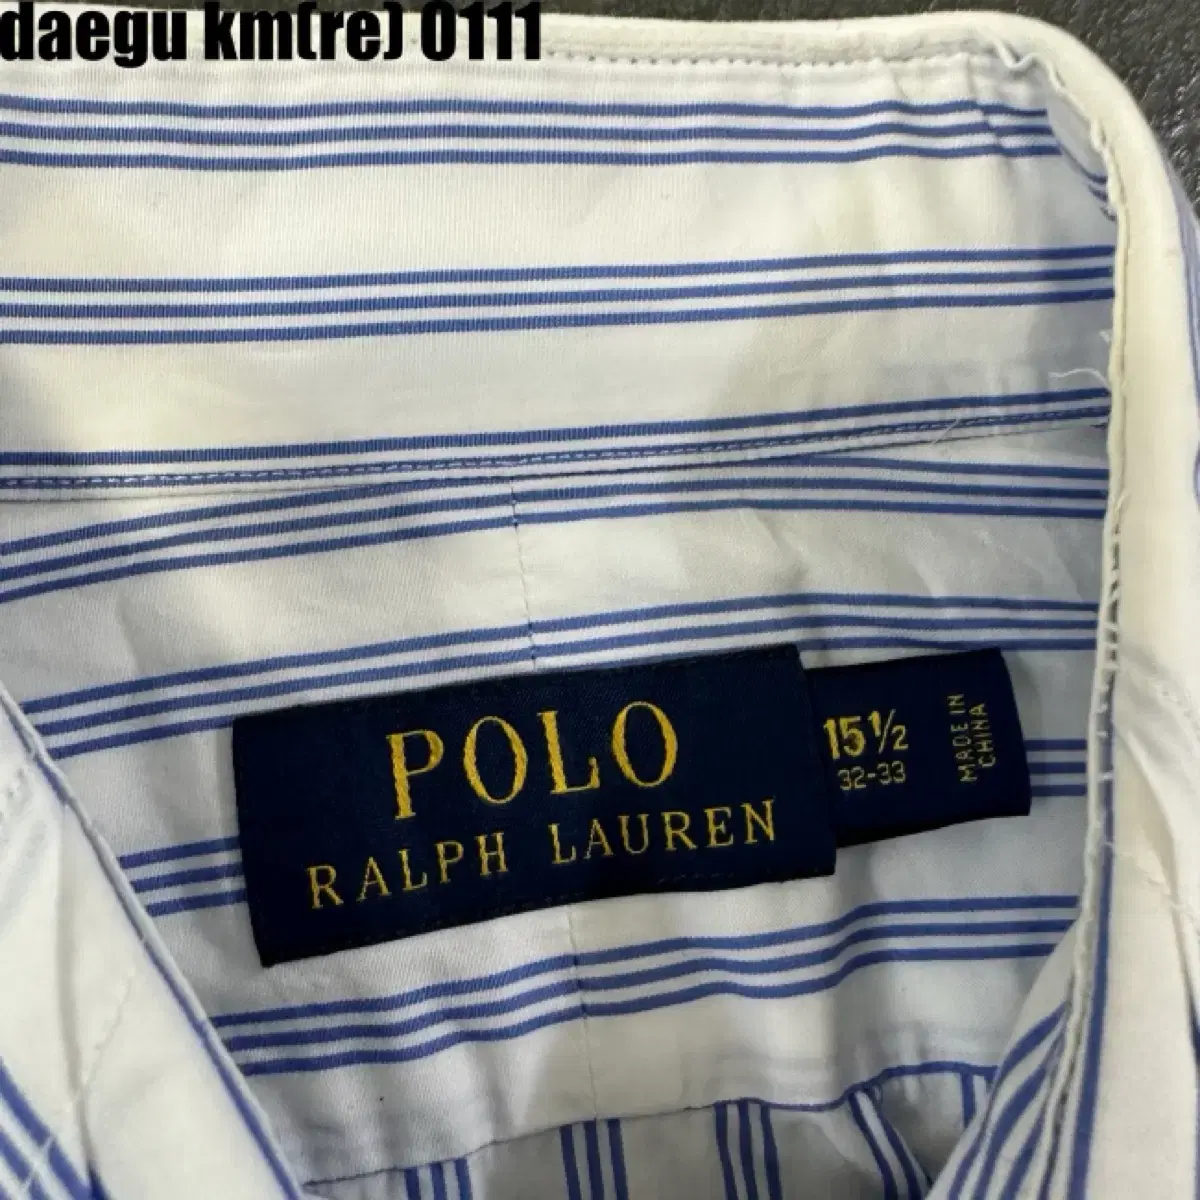 daegu km(re) 0111
POLO
RALPH LAUREN
15½
32-33
MADE IN
CHINA